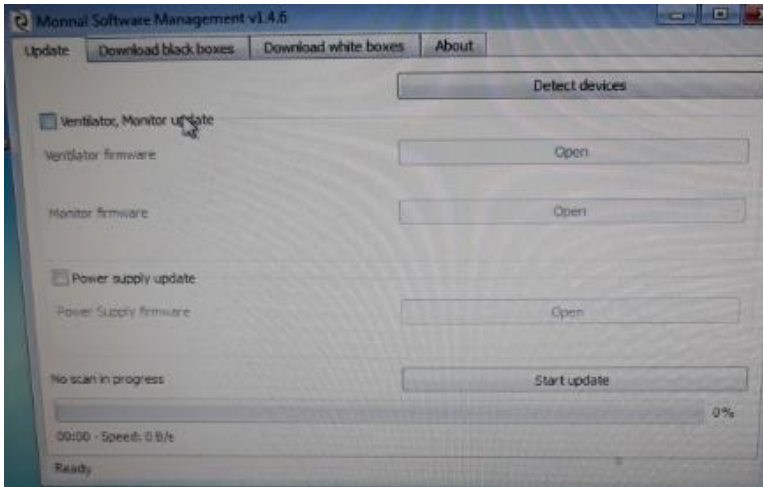 Monnal Software Management v1.4.6
Update Download black boxes Download white boxes About
Detect devices
Ventilator, Monitor update
Ventilator firmware Open
Monitor firmware Open
Power supply update
Power Supply firmware Open
No scan in progress Start update
0%
00:00 - Speed: 0 B/s
Ready